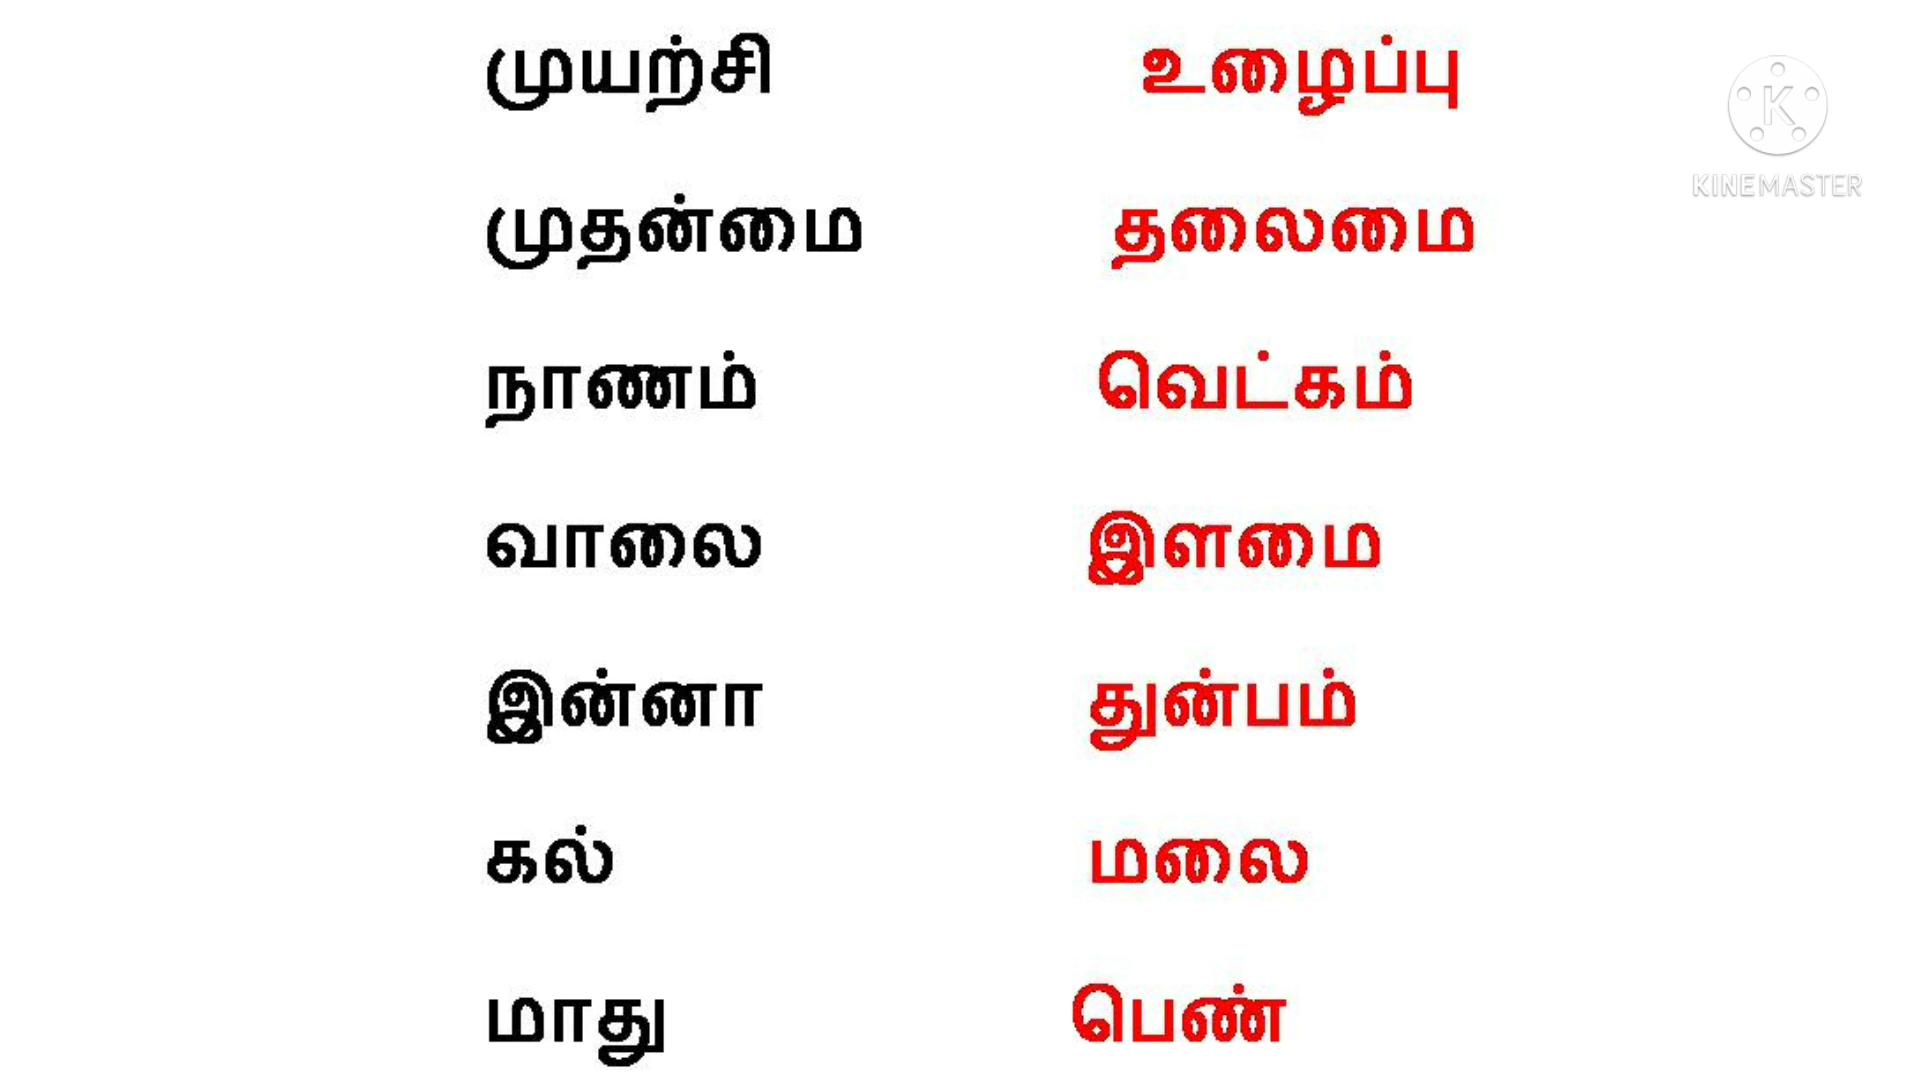 முயற்சி உழைப்பு
முதன்மை தலைமை
நாணம் வெட்கம்
வாலை இளமை
இன்னா துன்பம்
கல் மலை
மாது பெண்
K
KINEMASTER